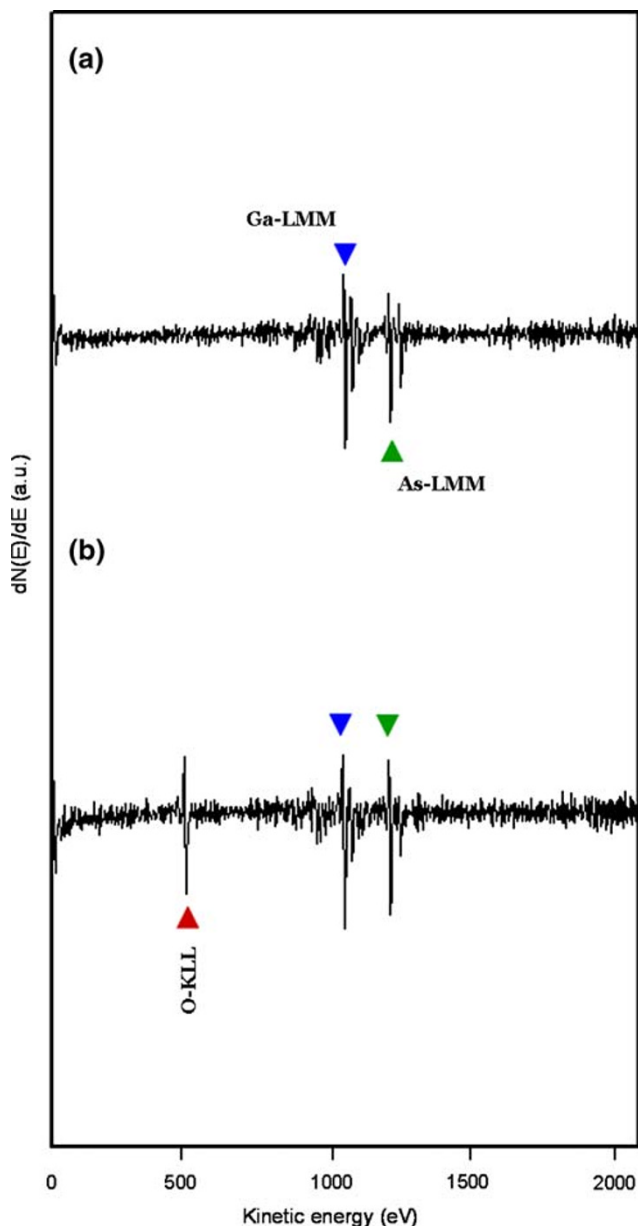 (a)
Ga-LMM
As-LMM
dN(E)/dE (a.u.)
(b)
O-KLL
0 500 1000 1500 2000
Kinetic energy (eV)